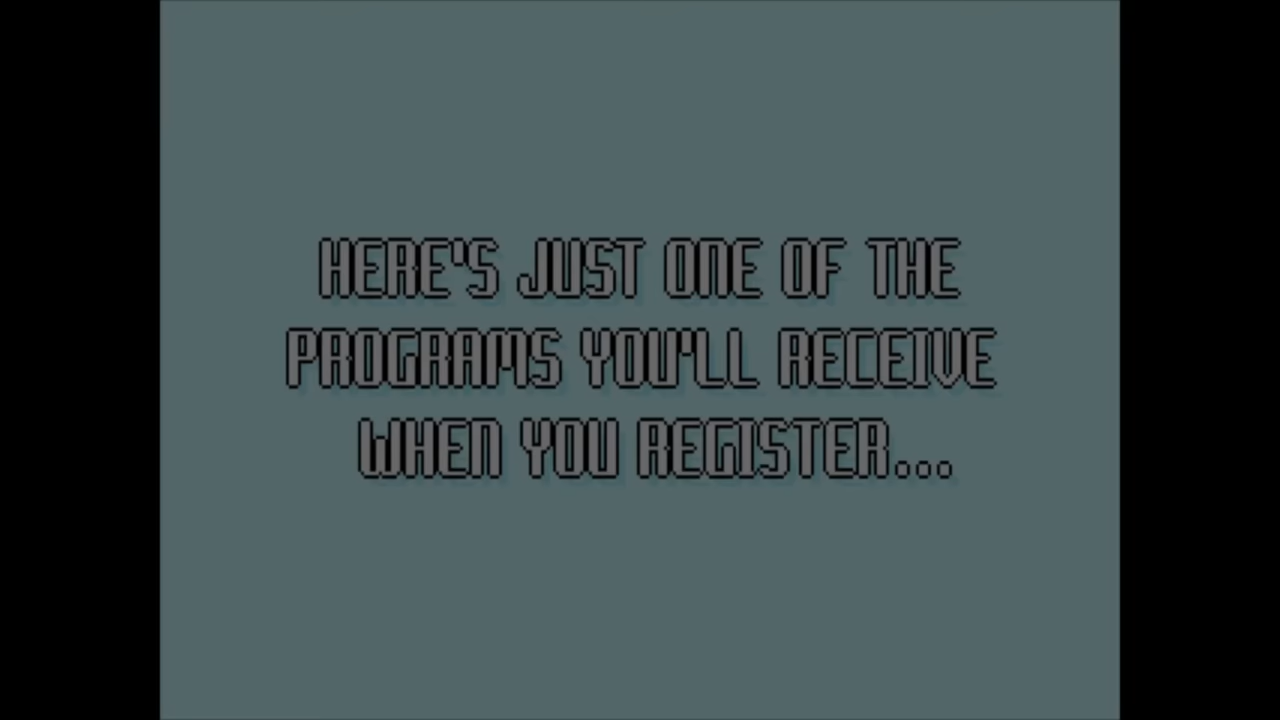 HERE'S JUST ONE OF THE
PROGRAMS YOU'LL RECEIVE
WHEN YOU REGISTER...